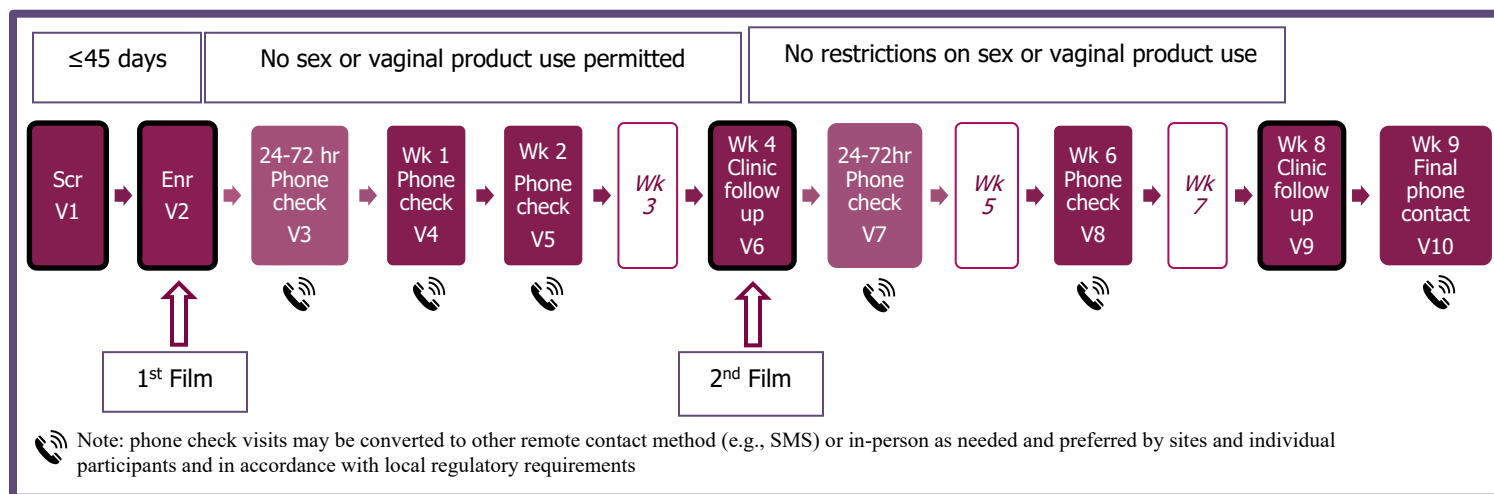 ≤45 days
No sex or vaginal product use permitted
No restrictions on sex or vaginal product use
Scr
V1
Enr
V2
24-72 hr
Phone
check
V3
Wk 1
Phone
check
V4
Wk 2
Phone
check
V5
Wk
3
Wk 4
Clinic
follow
up
V6
24-72hr
Phone
check
V7
Wk
5
Wk 6
Phone
check
V8
Wk
7
Wk 8
Clinic
follow
up
V9
Wk 9
Final
phone
contact
V10
1st Film
2nd Film
Note: phone check visits may be converted to other remote contact method (e.g., SMS) or in-person as needed and preferred by sites and individual
participants and in accordance with local regulatory requirements